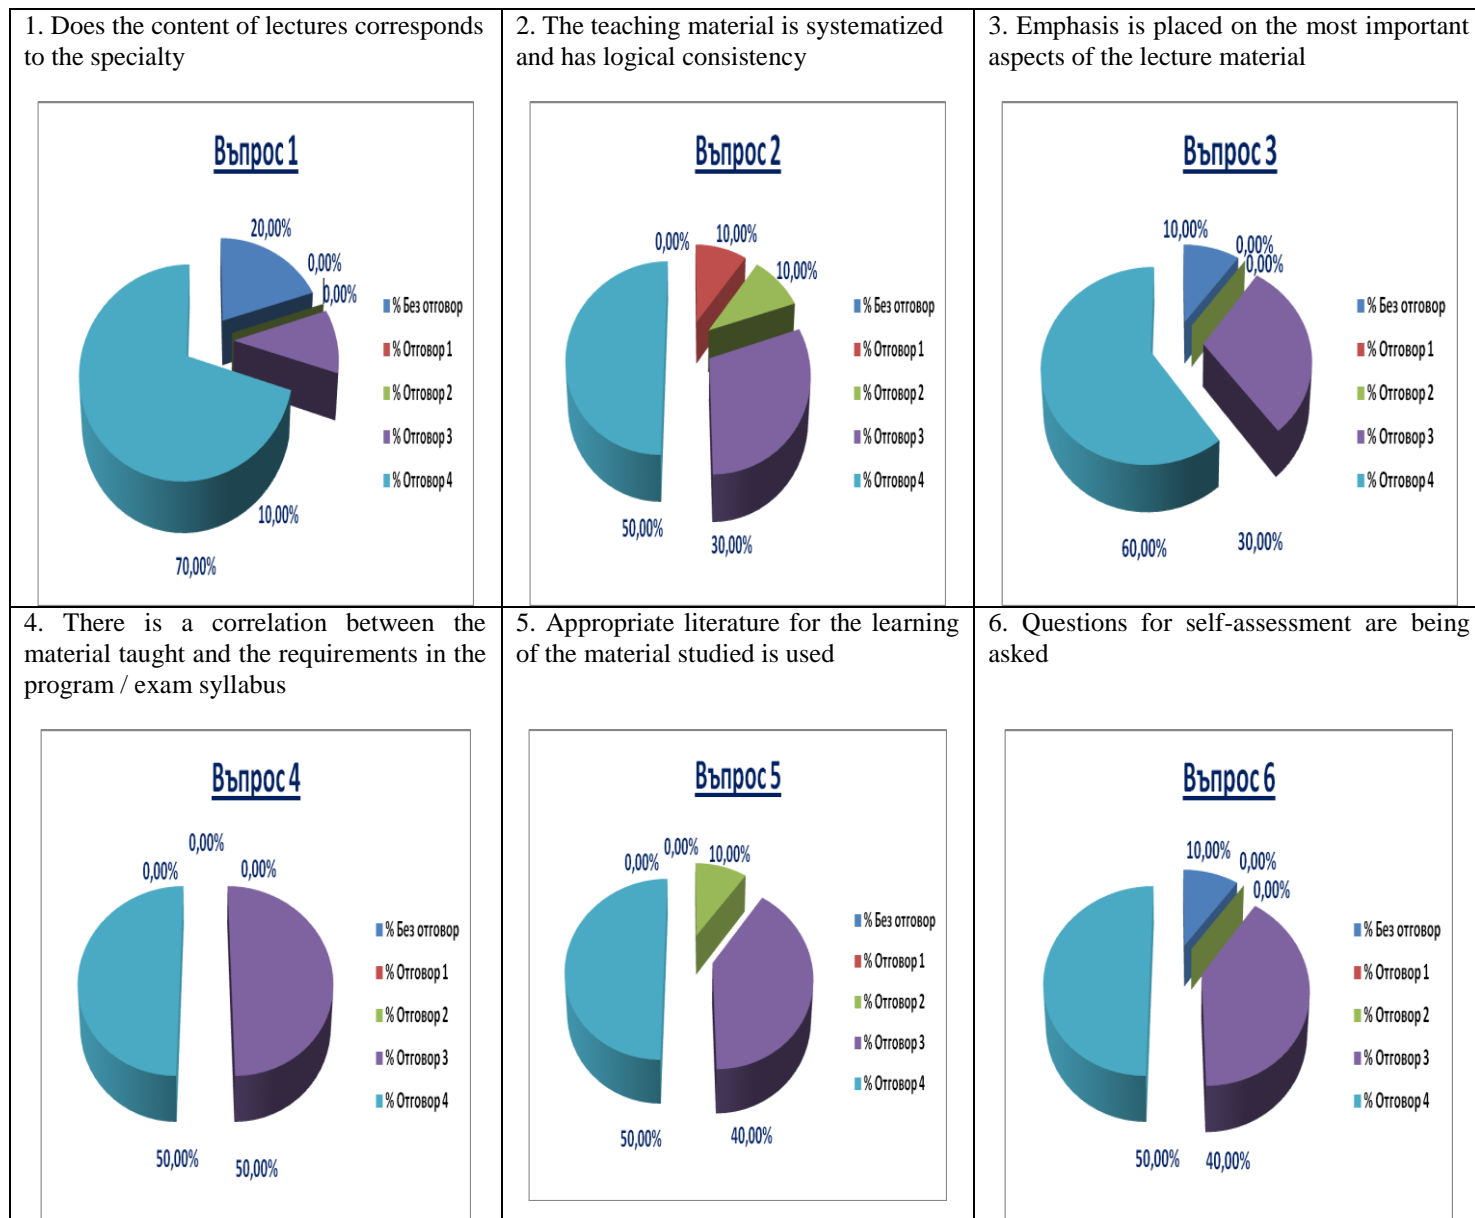 1. Does the content of lectures corresponds
to the specialty
Въпрос 1
20,00%
0,00%
0,00%
10,00%
70,00%
% Без отговор
% Отговор 1
% Отговор 2
% Отговор 3
% Отговор 4
2. The teaching material is systematized
and has logical consistency
Въпрос 2
0,00%
10,00%
10,00%
50,00%
30,00%
% Без отговор
% Отговор 1
% Отговор 2
% Отговор 3
% Отговор 4
3. Emphasis is placed on the most important
aspects of the lecture material
Въпрос 3
10,00%
0,00%
0,00%
60,00%
30,00%
% Без отговор
% Отговор 1
% Отговор 2
% Отговор 3
% Отговор 4
4. There is a correlation between the
material taught and the requirements in the
program / exam syllabus
Въпрос 4
0,00%
0,00%
0,00%
50,00%
50,00%
% Без отговор
% Отговор 1
% Отговор 2
% Отговор 3
% Отговор 4
5. Appropriate literature for the learning
of the material studied is used
Въпрос 5
0,00%
0,00%
10,00%
50,00%
40,00%
% Без отговор
% Отговор 1
% Отговор 2
% Отговор 3
% Отговор 4
6. Questions for self-assessment are being
asked
Въпрос 6
10,00%
0,00%
0,00%
50,00%
40,00%
% Без отговор
% Отговор 1
% Отговор 2
% Отговор 3
% Отговор 4